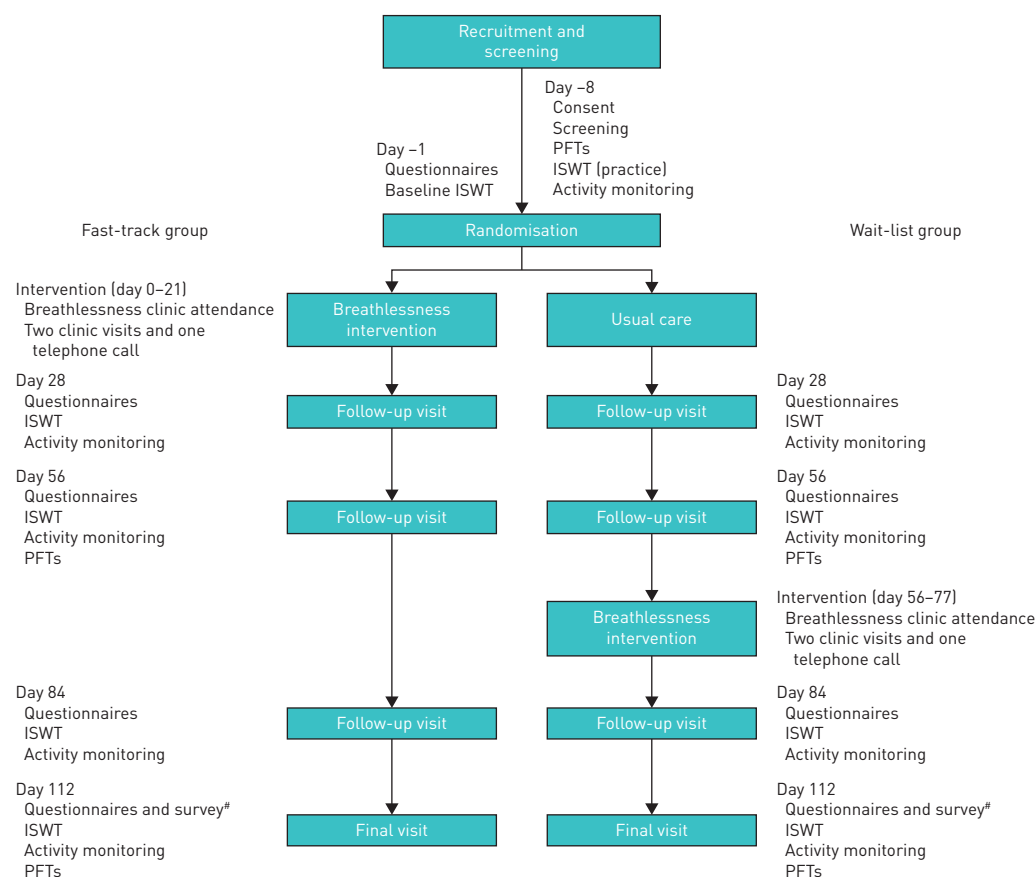 Recruitment and
screening
Day –8
Consent
Screening
PFTs
ISWT (practice)
Activity monitoring
Day –1
Questionnaires
Baseline ISWT
Fast-track group
Randomisation
Wait-list group
Intervention (day 0–21)
Breathlessness clinic attendance
Two clinic visits and one
telephone call
Breathlessness
intervention
Usual care
Day 28
Questionnaires
ISWT
Activity monitoring
Follow-up visit
Follow-up visit
Day 28
Questionnaires
ISWT
Activity monitoring
Day 56
Questionnaires
ISWT
Activity monitoring
PFTs
Follow-up visit
Follow-up visit
Day 56
Questionnaires
ISWT
Activity monitoring
PFTs
Breathlessness
intervention
Intervention (day 56–77)
Breathlessness clinic attendance
Two clinic visits and one
telephone call
Day 84
Questionnaires
ISWT
Activity monitoring
Follow-up visit
Follow-up visit
Day 84
Questionnaires
ISWT
Activity monitoring
Day 112
Questionnaires and survey#
ISWT
Activity monitoring
PFTs
Final visit
Final visit
Day 112
Questionnaires and survey#
ISWT
Activity monitoring
PFTs